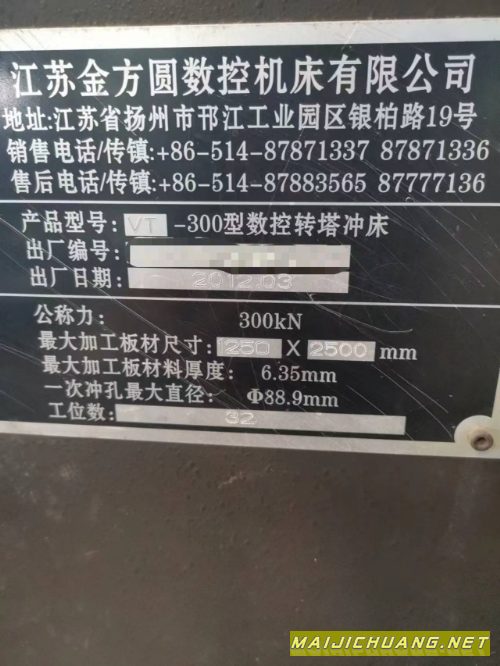 江苏金方圆数控机床有限公司
地址:江苏省扬州市邗江工业园区银柏路19号
销售电话/传镇:+86-514-87871337 87871336
售后电话/传镇:+86-514-87883565 87777136
产品型号: VT -300型数控转塔冲床
出厂编号:
出厂日期: 2012.03
公称力: 300kN
最大加工板材尺寸: 1250 X 2500 mm
最大加工板材料厚度: 6.35mm
一次冲孔最大直径: Φ88.9mm
工位数: 32
MAIJICHUANG.NET